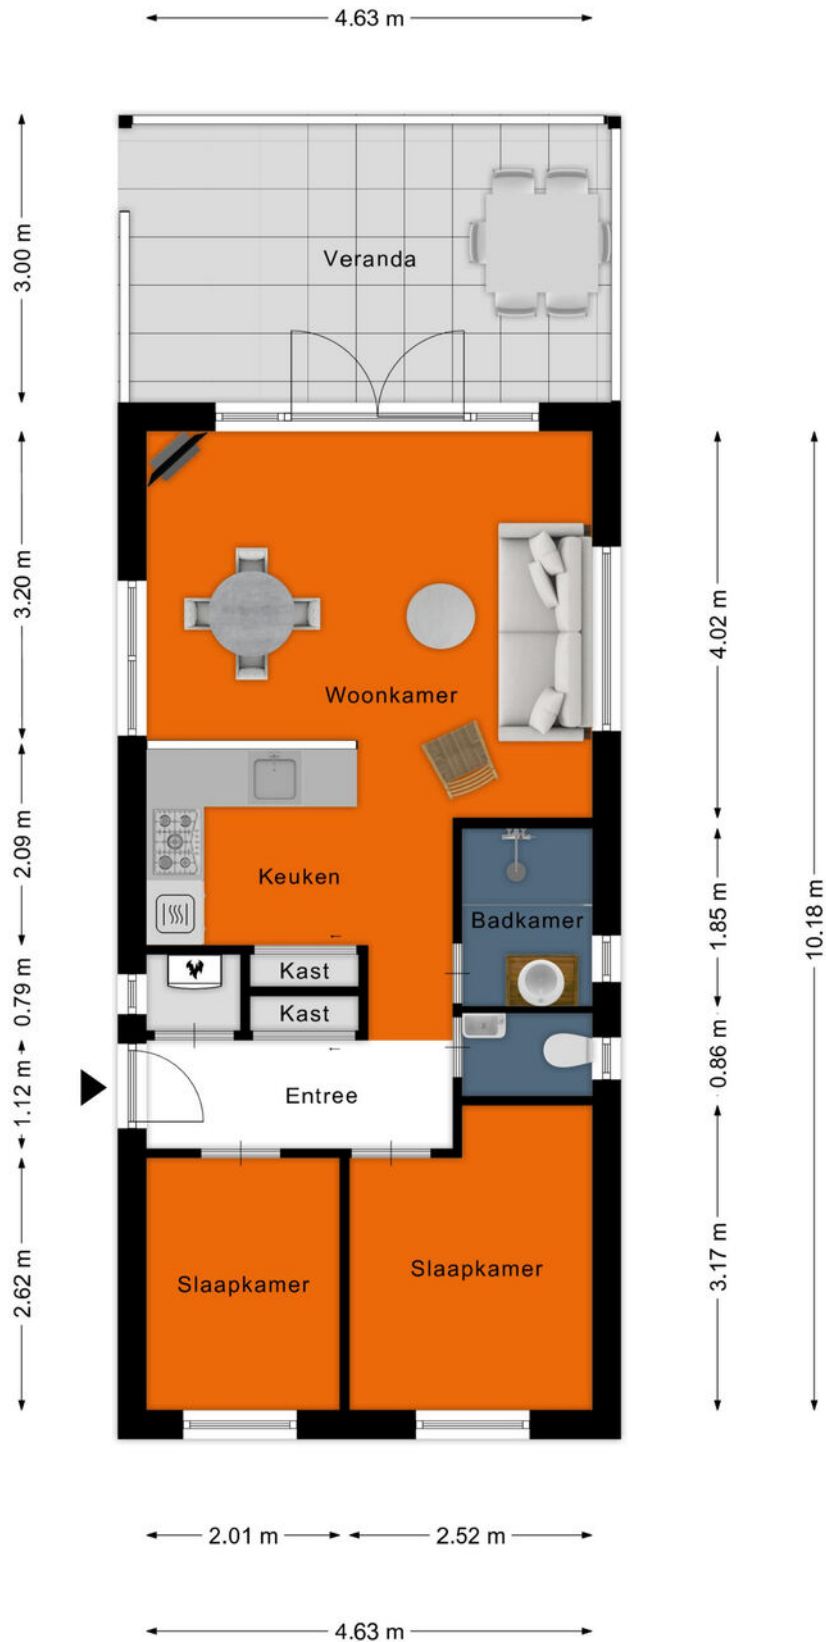 4.63 m
3.00 m
Veranda
3.20 m
4.02 m
Woonkamer
2.09 m
Keuken
Badkamer
1.85 m
10.18 m
Kast
0.79 m
Kast
0.86 m
1.12 m
Entree
2.62 m
Slaapkamer
Slaapkamer
3.17 m
2.01 m
2.52 m
4.63 m